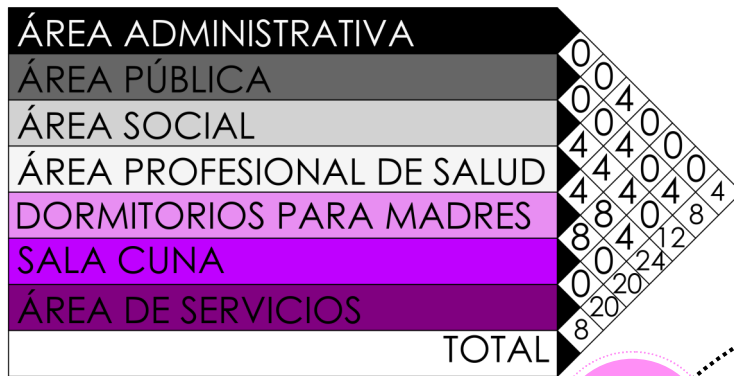 ÁREA ADMINISTRATIVA
0
0
ÁREA PÚBLICA
0 4
0 0
ÁREA SOCIAL
4 4 0
4 0 0
ÁREA PROFESIONAL DE SALUD
4 4 4 4
8 0 8
DORMITORIOS PARA MADRES
8 4 12
0 24
SALA CUNA
0 20
20
ÁREA DE SERVICIOS
8
TOTAL